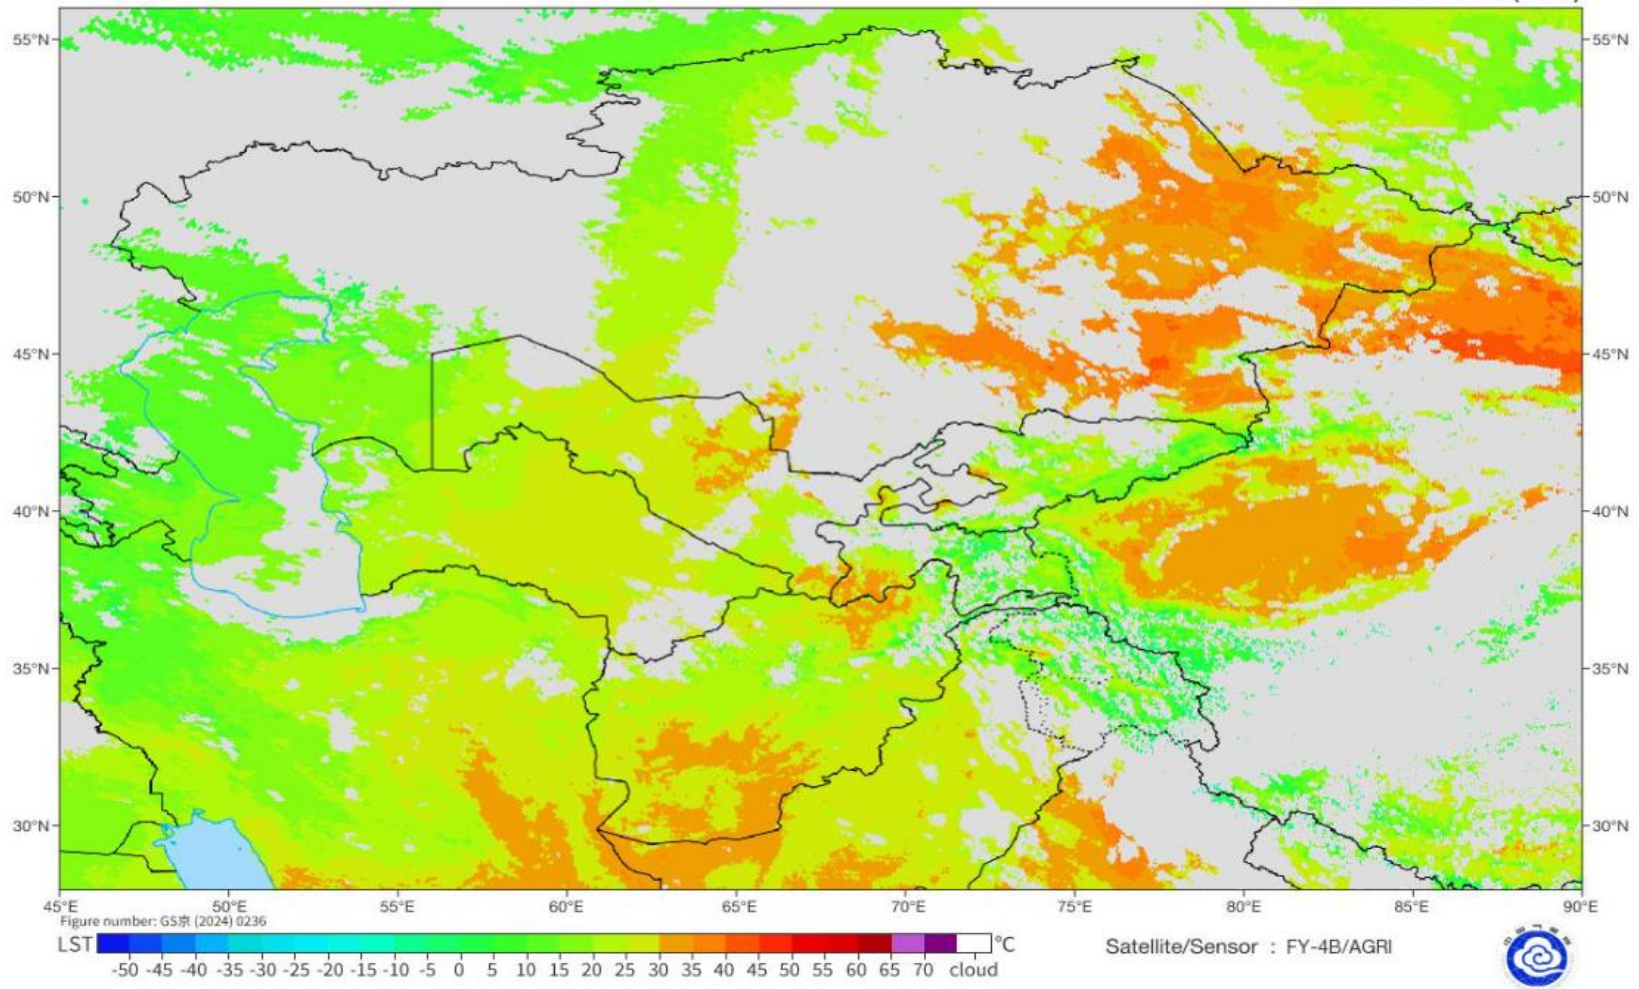 55°N 55°N
50°N 50°N
45°N 45°N
40°N 40°N
35°N 35°N
30°N 30°N
45°E 50°E 55°E 60°E 65°E 70°E 75°E 80°E 85°E 90°E
Figure number: GS京 (2024) 0236
LST °C
-50 -45 -40 -35 -30 -25 -20 -15 -10 -5 0 5 10 15 20 25 30 35 40 45 50 55 60 65 70 cloud
Satellite/Sensor : FY-4B/AGRI